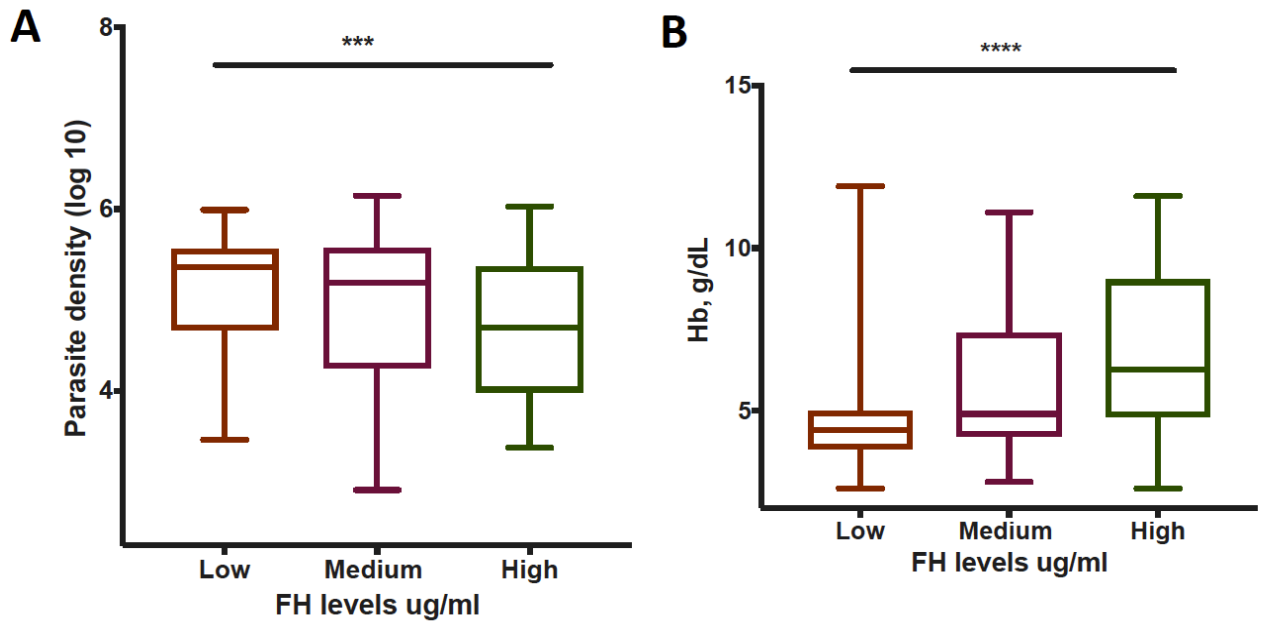 A
***
8
6
4
Parasite density (log 10)
Low Medium High
FH levels ug/ml
B
****
15
10
5
Hb, g/dL
Low Medium High
FH levels ug/ml